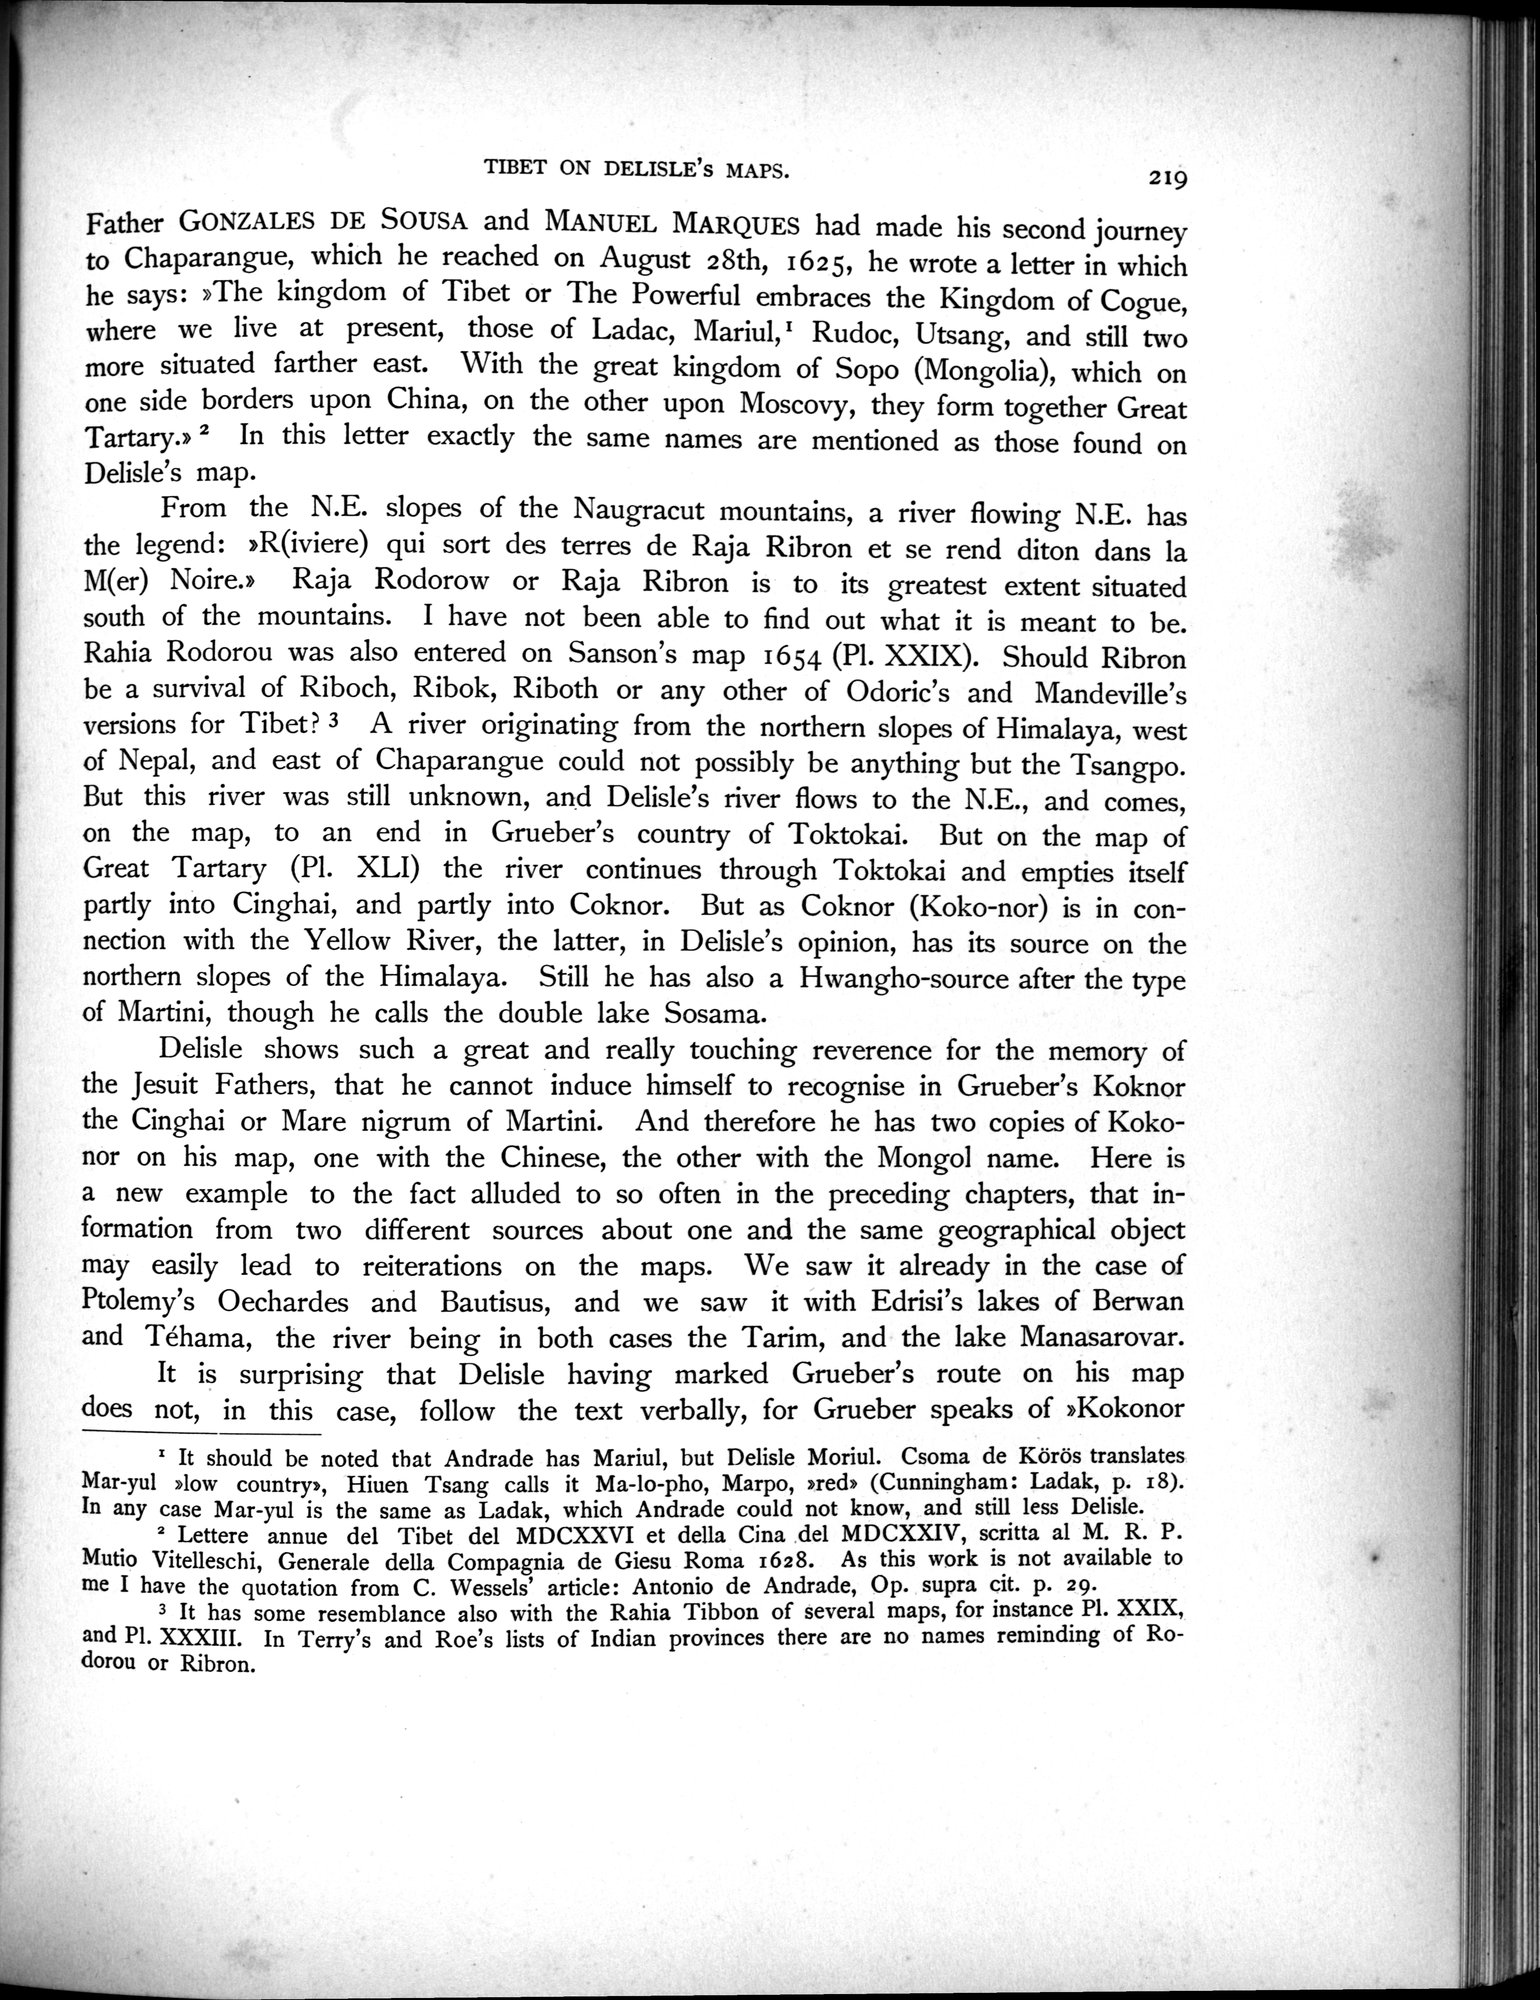 TIBET ON DELISLE'S MAPS.
219
Father GONZALES DE SOUSA and MANUEL MARQUES had made his second journey
to Chaparangue, which he reached on August 28th, 1625, he wrote a letter in which
he says: »The kingdom of Tibet or The Powerful embraces the Kingdom of Cogue,
where we live at present, those of Ladac, Mariul,¹ Rudoc, Utsang, and still two
more situated farther east. With the great kingdom of Sopo (Mongolia), which on
one side borders upon China, on the other upon Moscovy, they form together Great
Tartary.» ² In this letter exactly the same names are mentioned as those found on
Delisle's map.
From the N.E. slopes of the Naugracut mountains, a river flowing N.E. has
the legend: »R(iviere) qui sort des terres de Raja Ribron et se rend diton dans la
M(er) Noire.» Raja Rodorow or Raja Ribron is to its greatest extent situated
south of the mountains. I have not been able to find out what it is meant to be.
Rahia Rodorou was also entered on Sanson's map 1654 (Pl. XXIX). Should Ribron
be a survival of Riboch, Ribok, Riboth or any other of Odoric's and Mandeville's
versions for Tibet? ³ A river originating from the northern slopes of Himalaya, west
of Nepal, and east of Chaparangue could not possibly be anything but the Tsangpo.
But this river was still unknown, and Delisle's river flows to the N.E., and comes,
on the map, to an end in Grueber's country of Toktokai. But on the map of
Great Tartary (Pl. XLI) the river continues through Toktokai and empties itself
partly into Cinghai, and partly into Coknor. But as Coknor (Koko-nor) is in con-
nection with the Yellow River, the latter, in Delisle's opinion, has its source on the
northern slopes of the Himalaya. Still he has also a Hwangho-source after the type
of Martini, though he calls the double lake Sosama.
Delisle shows such a great and really touching reverence for the memory of
the Jesuit Fathers, that he cannot induce himself to recognise in Grueber's Koknor
the Cinghai or Mare nigrum of Martini. And therefore he has two copies of Koko-
nor on his map, one with the Chinese, the other with the Mongol name. Here is
a new example to the fact alluded to so often in the preceding chapters, that in-
formation from two different sources about one and the same geographical object
may easily lead to reiterations on the maps. We saw it already in the case of
Ptolemy's Oechardes and Bautisus, and we saw it with Edrisi's lakes of Berwan
and Téhama, the river being in both cases the Tarim, and the lake Manasarovar.
It is surprising that Delisle having marked Grueber's route on his map
does not, in this case, follow the text verbally, for Grueber speaks of »Kokonor
¹ It should be noted that Andrade has Mariul, but Delisle Moriul. Csoma de Körös translates
Mar-yul »low country», Hiuen Tsang calls it Ma-lo-pho, Marpo, »red» (Cunningham: Ladak, p. 18).
In any case Mar-yul is the same as Ladak, which Andrade could not know, and still less Delisle.
² Lettere annue del Tibet del MDCXXVI et della Cina del MDCXXIV, scritta al M. R. P.
Mutio Vitelleschi, Generale della Compagnia de Giesu Roma 1628. As this work is not available to
me I have the quotation from C. Wessels' article: Antonio de Andrade, Op. supra cit. p. 29.
³ It has some resemblance also with the Rahia Tibbon of several maps, for instance Pl. XXIX,
and Pl. XXXIII. In Terry's and Roe's lists of Indian provinces there are no names reminding of Ro-
dorou or Ribron.